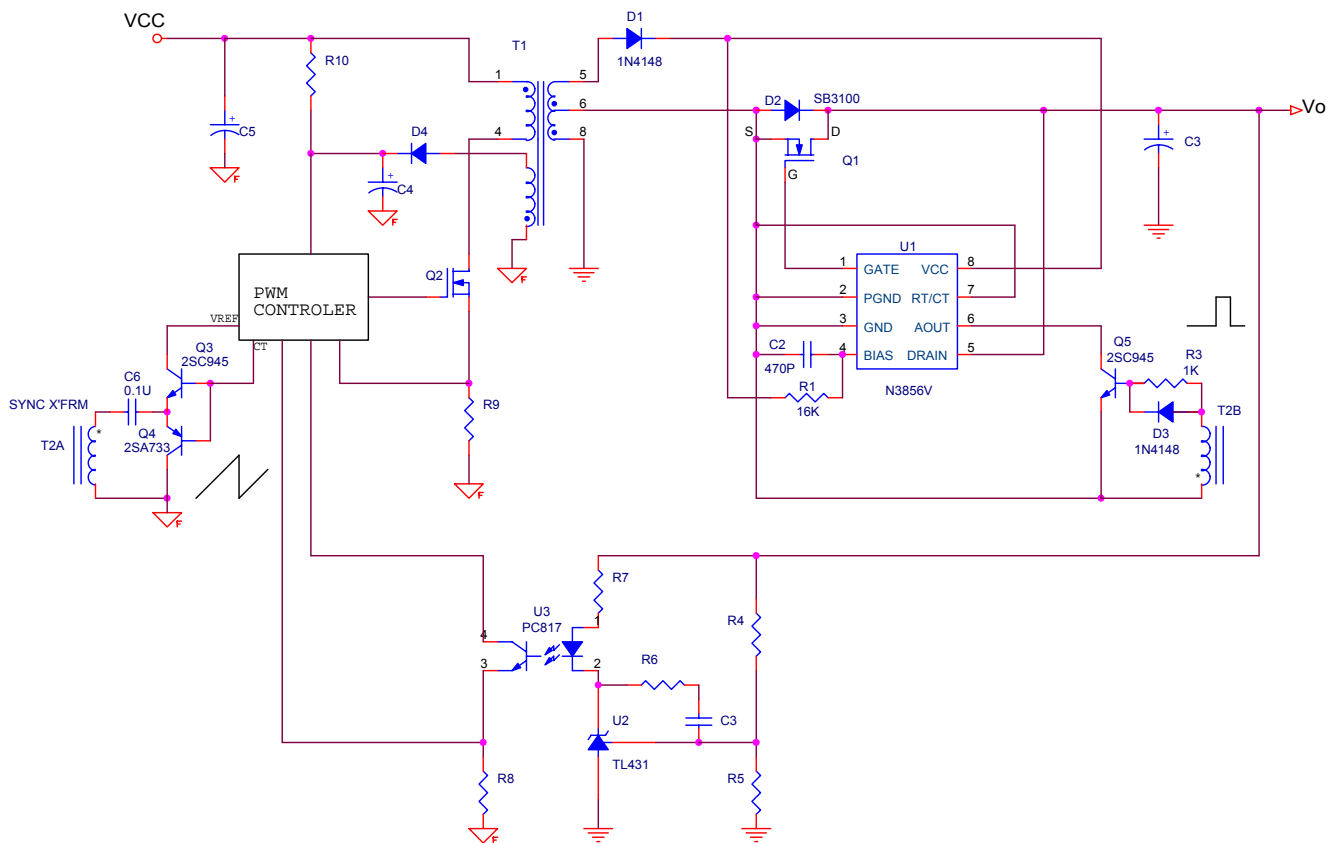 VCC
D1
T1
1N4148
R10
1
5
D2
SB3100
6
Vo
C5
D4
4
8
S
D
Q1
C3
C4
G
U1
1
GATE
VCC
8
Q2
PWM
CONTROLER
2
PGND
RT/CT
7
VREF
3
GND
AOUT
6
CT
Q3
2SC945
C2
470P
4
BIAS
DRAIN
5
Q5
2SC945
R3
1K
C6
0.1U
R1
16K
N3856V
SYNC X'FRM
R9
Q4
2SA733
T2A
*
D3
1N4148
T2B
*
F
F
F
F
F
R7
U3
PC817
1
R4
4
3
2
R6
U2
C3
TL431
R8
R5
F